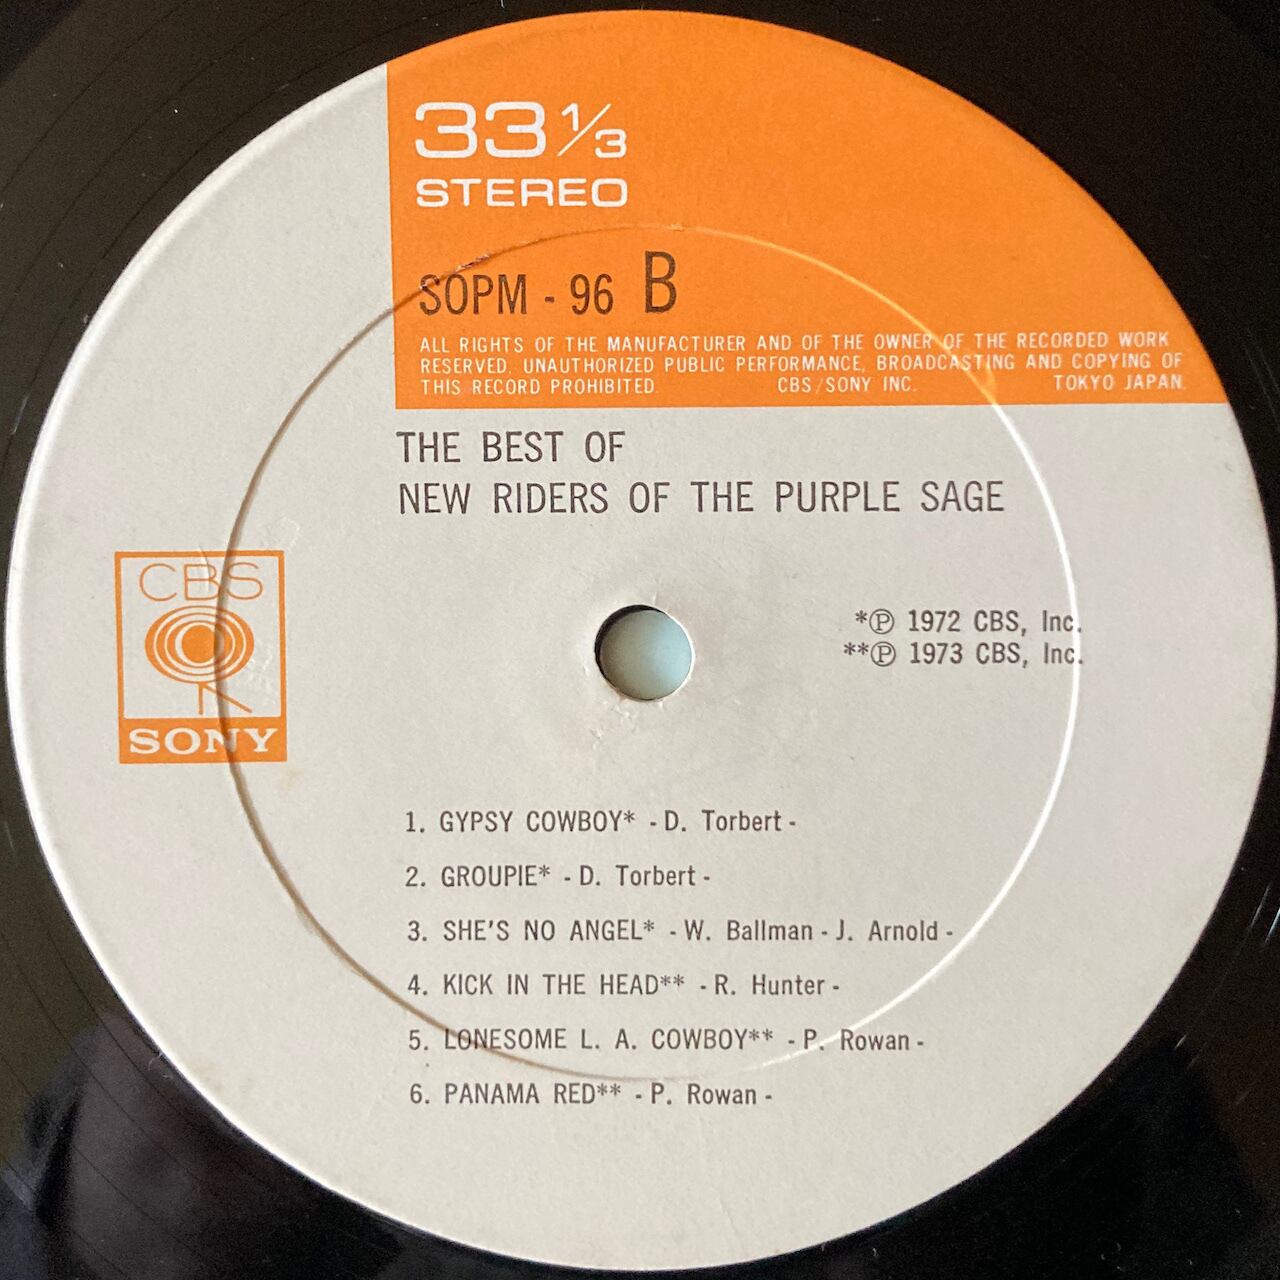 33 1/3
STEREO
SOPM - 96 B
ALL RIGHTS OF THE MANUFACTURER AND OF THE OWNER OF THE RECORDED WORK
RESERVED. UNAUTHORIZED PUBLIC PERFORMANCE, BROADCASTING AND COPYING OF
THIS RECORD PROHIBITED. CBS/SONY INC. TOKYO JAPAN.
THE BEST OF
NEW RIDERS OF THE PURPLE SAGE
CBS
SONY
*℗ 1972 CBS, Inc.
**℗ 1973 CBS, Inc.
1. GYPSY COWBOY* - D. Torbert -
2. GROUPIE* - D. Torbert -
3. SHE'S NO ANGEL* - W. Ballman - J. Arnold -
4. KICK IN THE HEAD** - R. Hunter -
5. LONESOME L. A. COWBOY** - P. Rowan -
6. PANAMA RED** - P. Rowan -